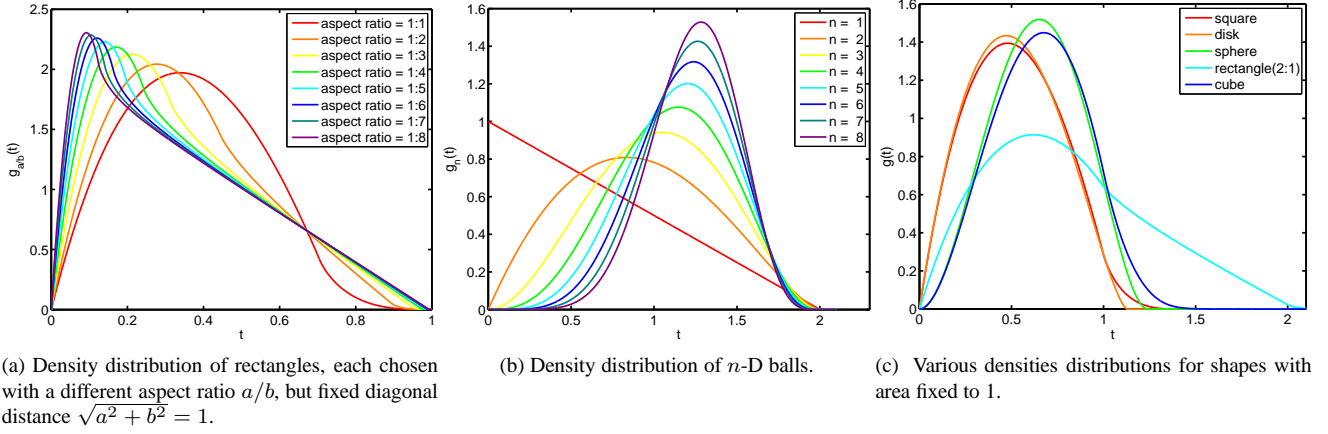 2.5
2
1.5
1
0.5
0
0 0.2 0.4 0.6 0.8 1
t
g_{a/b}(t)
aspect ratio = 1:1
aspect ratio = 1:2
aspect ratio = 1:3
aspect ratio = 1:4
aspect ratio = 1:5
aspect ratio = 1:6
aspect ratio = 1:7
aspect ratio = 1:8
(a) Density distribution of rectangles, each chosen
with a different aspect ratio a/b, but fixed diagonal
distance √a² + b² = 1.
1.6
1.4
1.2
1
0.8
0.6
0.4
0.2
0
0 0.5 1 1.5 2
t
g_n(t)
n = 1
n = 2
n = 3
n = 4
n = 5
n = 6
n = 7
n = 8
(b) Density distribution of n-D balls.
1.6
1.4
1.2
1
0.8
0.6
0.4
0.2
0
0 0.5 1 1.5 2
t
g(t)
square
disk
sphere
rectangle(2:1)
cube
(c) Various densities distributions for shapes with
area fixed to 1.